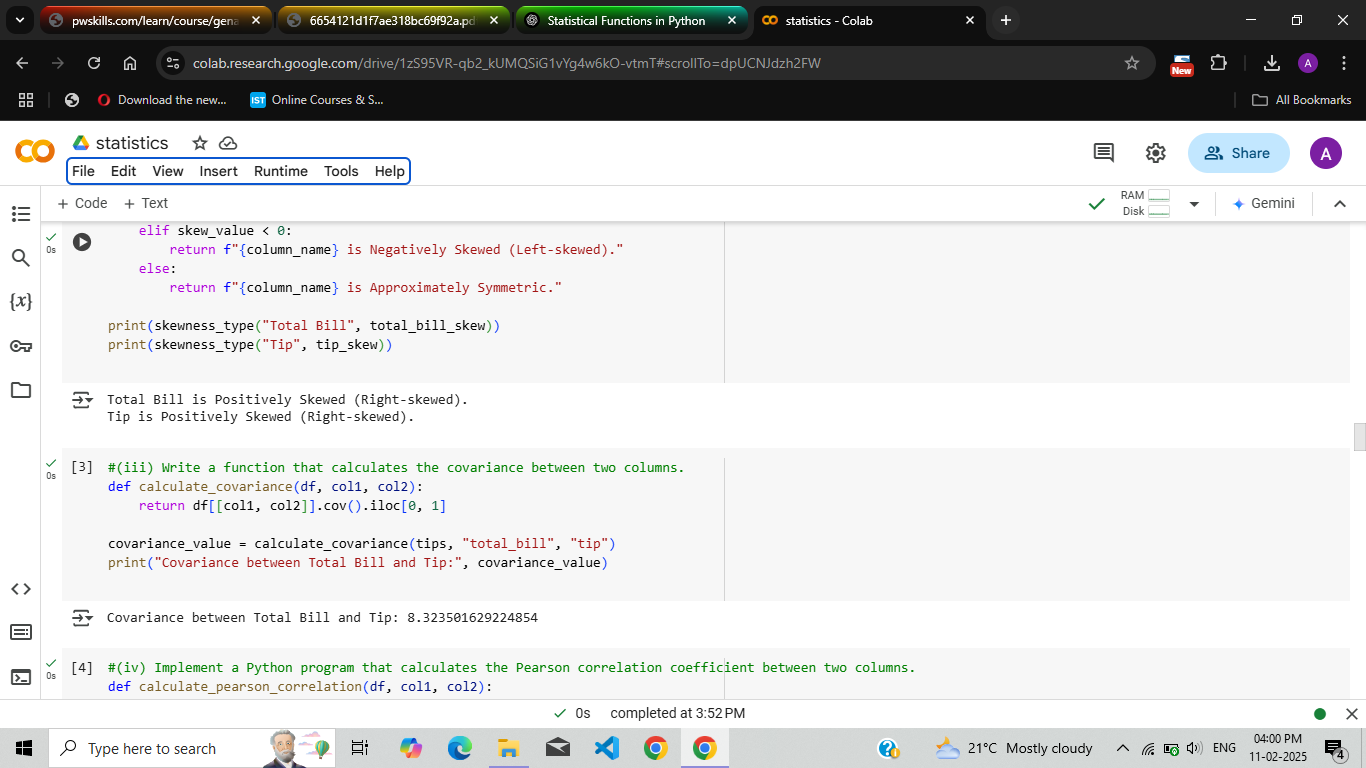 pwskills.com/learn/course/gena
6654121d1f7ae318bc69f92a.pd
Statistical Functions in Python
statistics - Colab
colab.research.google.com/drive/1zS95VR-qb2_kUMQSiG1vYg4w6kO-vtmT#scrollTo=dpUCNJdzh2FW
New
A
Download the new...
IST
Online Courses & S...
All Bookmarks
statistics
File Edit View Insert Runtime Tools Help
Share
A
+ Code + Text
RAM
Disk
Gemini
0s
elif skew_value < 0:
return f"{column_name} is Negatively Skewed (Left-skewed)."
else:
return f"{column_name} is Approximately Symmetric."
print(skewness_type("Total Bill", total_bill_skew))
print(skewness_type("Tip", tip_skew))
Total Bill is Positively Skewed (Right-skewed).
Tip is Positively Skewed (Right-skewed).
0s
[3] #(iii) Write a function that calculates the covariance between two columns.
def calculate_covariance(df, col1, col2):
return df[[col1, col2]].cov().iloc[0, 1]
covariance_value = calculate_covariance(tips, "total_bill", "tip")
print("Covariance between Total Bill and Tip:", covariance_value)
Covariance between Total Bill and Tip: 8.323501629224854
0s
[4] #(iv) Implement a Python program that calculates the Pearson correlation coefficient between two columns.
def calculate_pearson_correlation(df, col1, col2):
0s completed at 3:52 PM
Type here to search
21°C Mostly cloudy
ENG
04:00 PM
11-02-2025
4